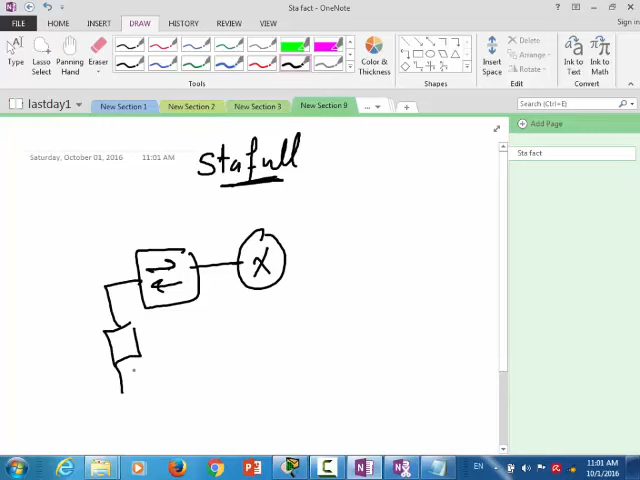 Sta fact - OneNote
FILE HOME INSERT DRAW HISTORY REVIEW VIEW Sign in
Type
Lasso Select
Panning Hand
Eraser
Tools
Color & Thickness
Shapes
Insert Space
Delete
Arrange
Rotate
Edit
Ink to Text
Ink to Math
Convert
lastday1 New Section 1 New Section 2 New Section 3 New Section 9 ... + Search (Ctrl+E)
Add Page
Sta fact
Saturday, October 01, 2016 11:01 AM
Stafull
X
EN 11:01 AM
10/1/2016